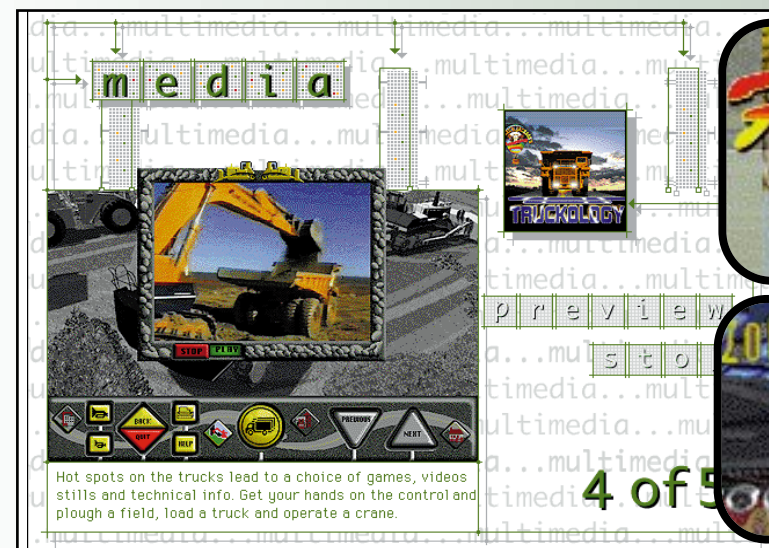 media
TRUCKOLOGY
STOP PLAY
BACK
QUIT
HELP
PREVIOUS
NEXT
preview
sto
Hot spots on the trucks lead to a choice of games, videos
stills and technical info. Get your hands on the control and
plough a field, load a truck and operate a crane.
4 of 5